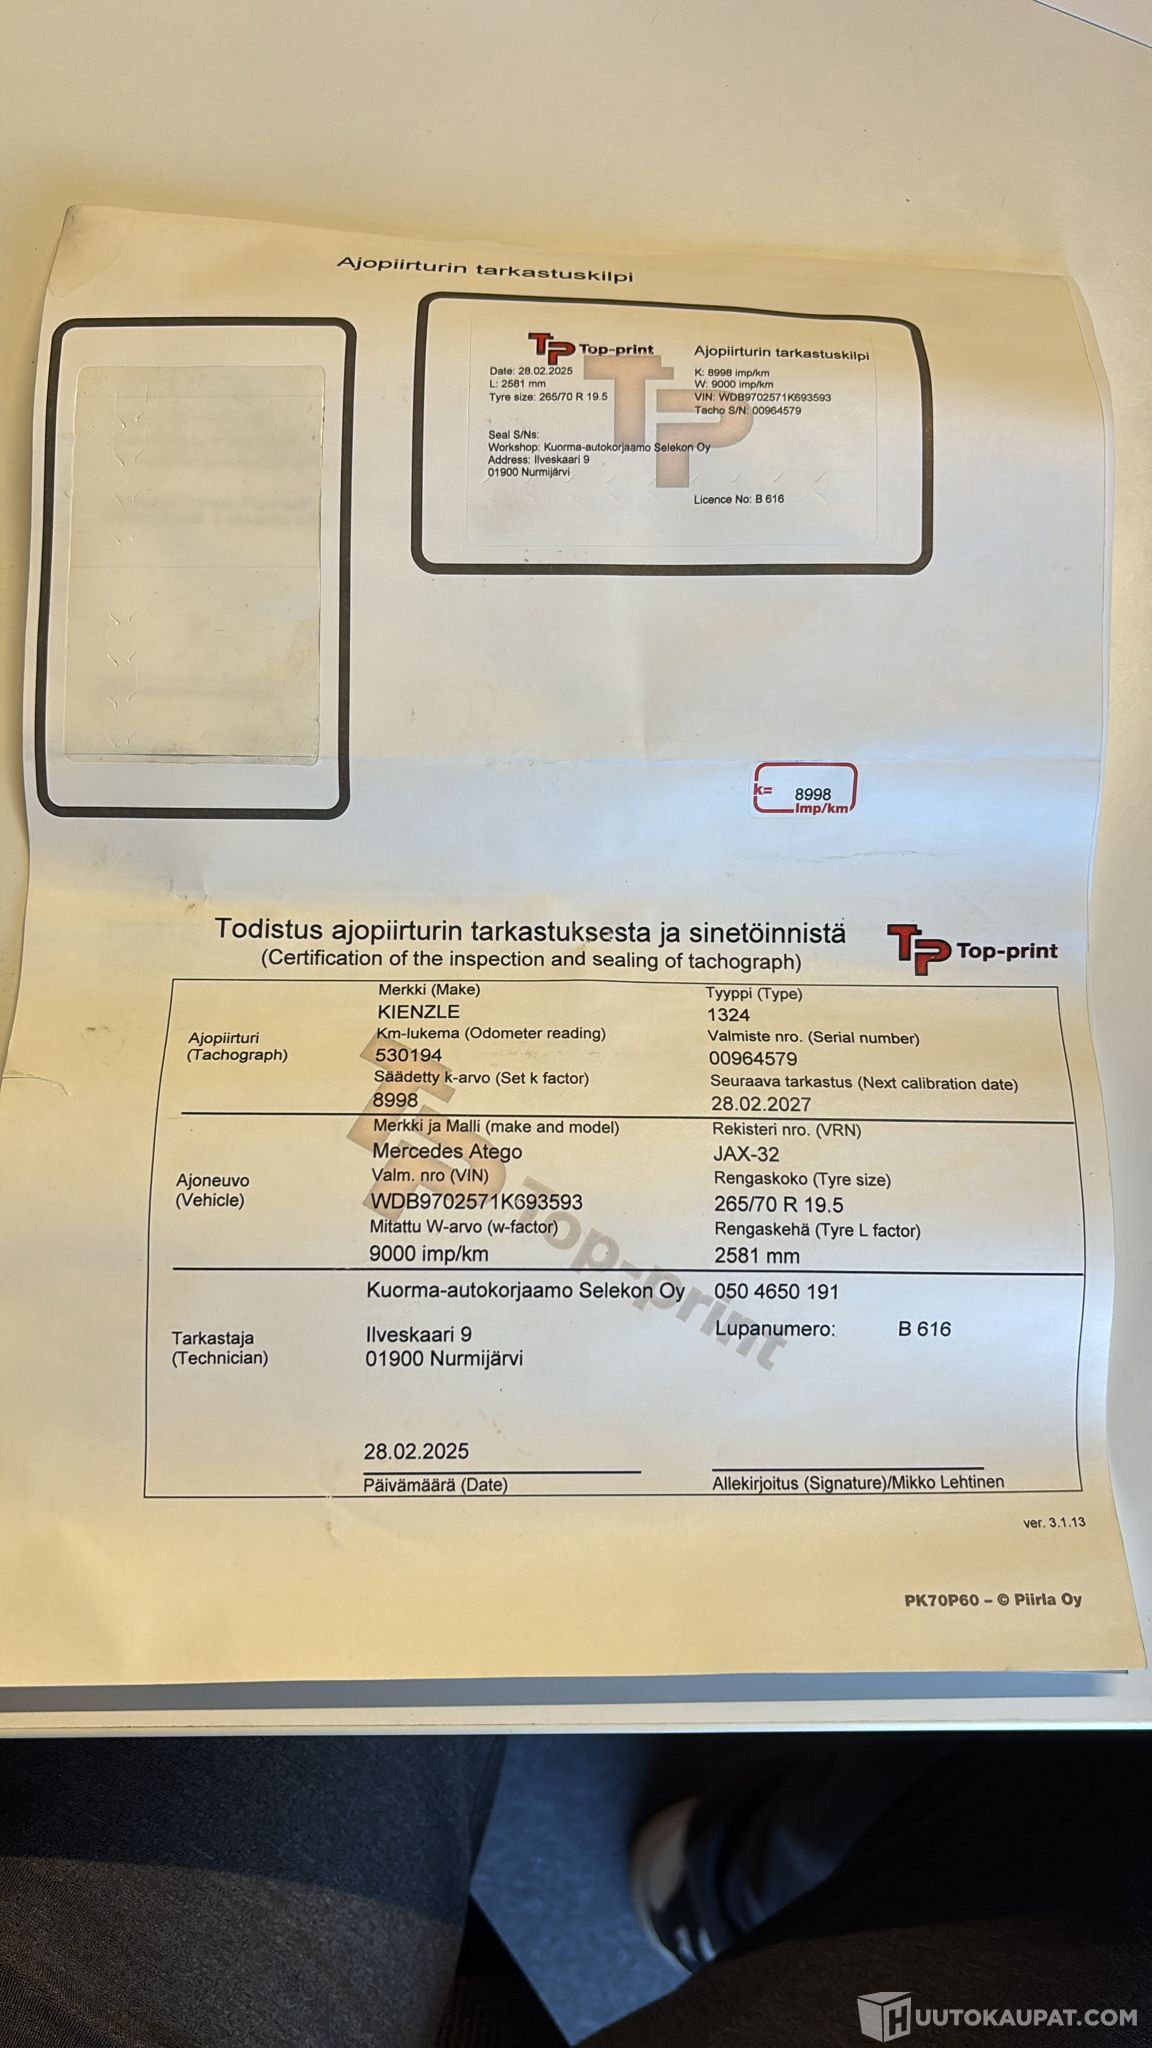 Ajopiirturin tarkastuskilpi
TP Top-print
Ajopiirturin tarkastuskilpi
Date: 28.02.2025
K: 8998 imp/km
L: 2581 mm
W: 9000 imp/km
Tyre size: 265/70 R 19.5
VIN: WDB9702571K693593
Tacho S/N: 00964579
Seal S/Ns:
Workshop: Kuorma-autokorjaamo Selekon Oy
Address: Ilveskaari 9
01900 Nurmijärvi
Licence No: B 616
TP
k= 8998
Imp/km
Todistus ajopiirturin tarkastuksesta ja sinetöinnistä
(Certification of the inspection and sealing of tachograph)
TP Top-print
Merkki (Make) Tyyppi (Type)
KIENZLE 1324
Ajopiirturi
(Tachograph)
Km-lukema (Odometer reading) Valmiste nro. (Serial number)
530194 00964579
Säädetty k-arvo (Set k factor) Seuraava tarkastus (Next calibration date)
8998 28.02.2027
Merkki ja Malli (make and model) Rekisteri nro. (VRN)
Mercedes Atego JAX-32
Ajoneuvo
(Vehicle)
Valm. nro (VIN) Rengaskoko (Tyre size)
WDB9702571K693593 265/70 R 19.5
Mitattu W-arvo (w-factor) Rengaskehä (Tyre L factor)
9000 imp/km 2581 mm
Kuorma-autokorjaamo Selekon Oy 050 4650 191
Tarkastaja
(Technician)
Ilveskaari 9 Lupanumero: B 616
01900 Nurmijärvi
28.02.2025
Päivämäärä (Date) Allekirjoitus (Signature)/Mikko Lehtinen
TP Top-print
ver. 3.1.13
PK70P60 – © Piirla Oy
HUUTOKAUPAT.COM